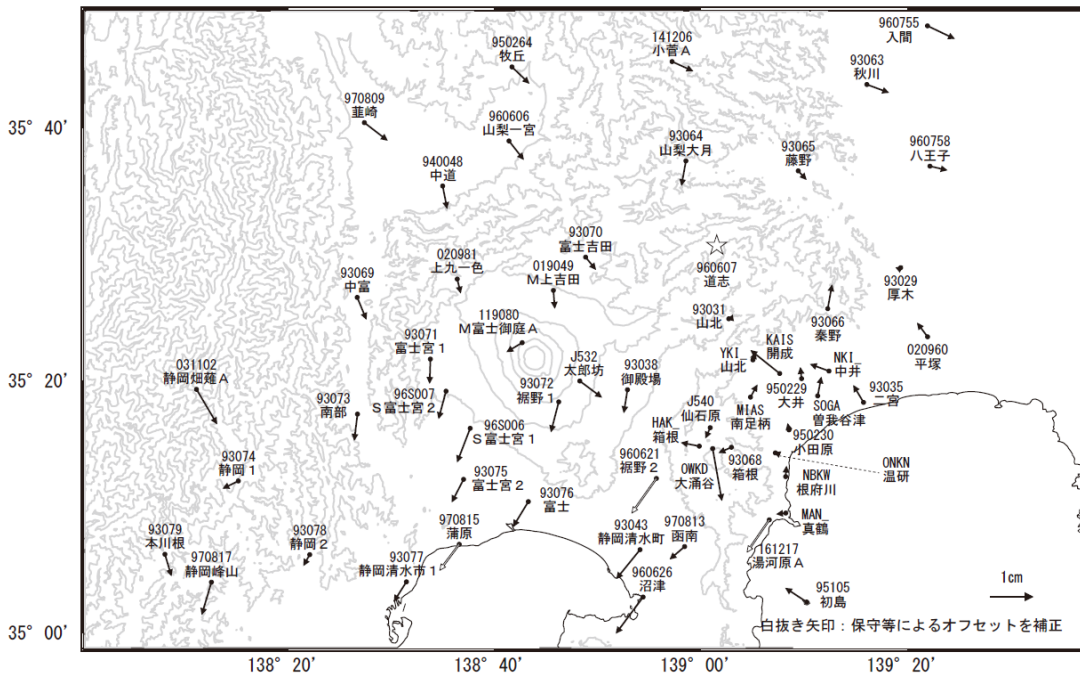 960755
入間
141206
小菅A
950264
牧丘
93063
秋川
970809
韮崎
960606
山梨一宮
35° 40'
93064
山梨大月
93065
藤野
960758
八王子
940048
中道
93070
富士吉田
020981
上九一色
019049
M上吉田
960607
道志
93069
中富
93029
厚木
93031
山北
93066
秦野
119080
M富士御庭A
93071
富士宮1
KAIS
開成
YKI_
山北
NKI_
中井
020960
平塚
031102
静岡畑薙A
J532
太郎坊
93038
御殿場
35° 20'
93072
裾野1
96S007
S富士宮2
93073
南部
950229
大井
93035
二宮
J540
仙石原
MIAS
南足柄
SOGA
曽我谷津
96S006
S富士宮1
HAK_
箱根
950230
小田原
93074
静岡1
960621
裾野2
OWKD
大涌谷
93068
箱根
ONKN
温研
93075
富士宮2
NBKW
根府川
93076
富士
MAN_
真鶴
93079
本川根
93078
静岡2
970815
蒲原
93043
静岡清水町
970813
函南
970817
静岡峰山
93077
静岡清水市1
161217
湯河原A
960626
沼津
95105
初島
1cm
白抜き矢印：保守等によるオフセットを補正
35° 00'
138° 20'
138° 40'
139° 00'
139° 20'